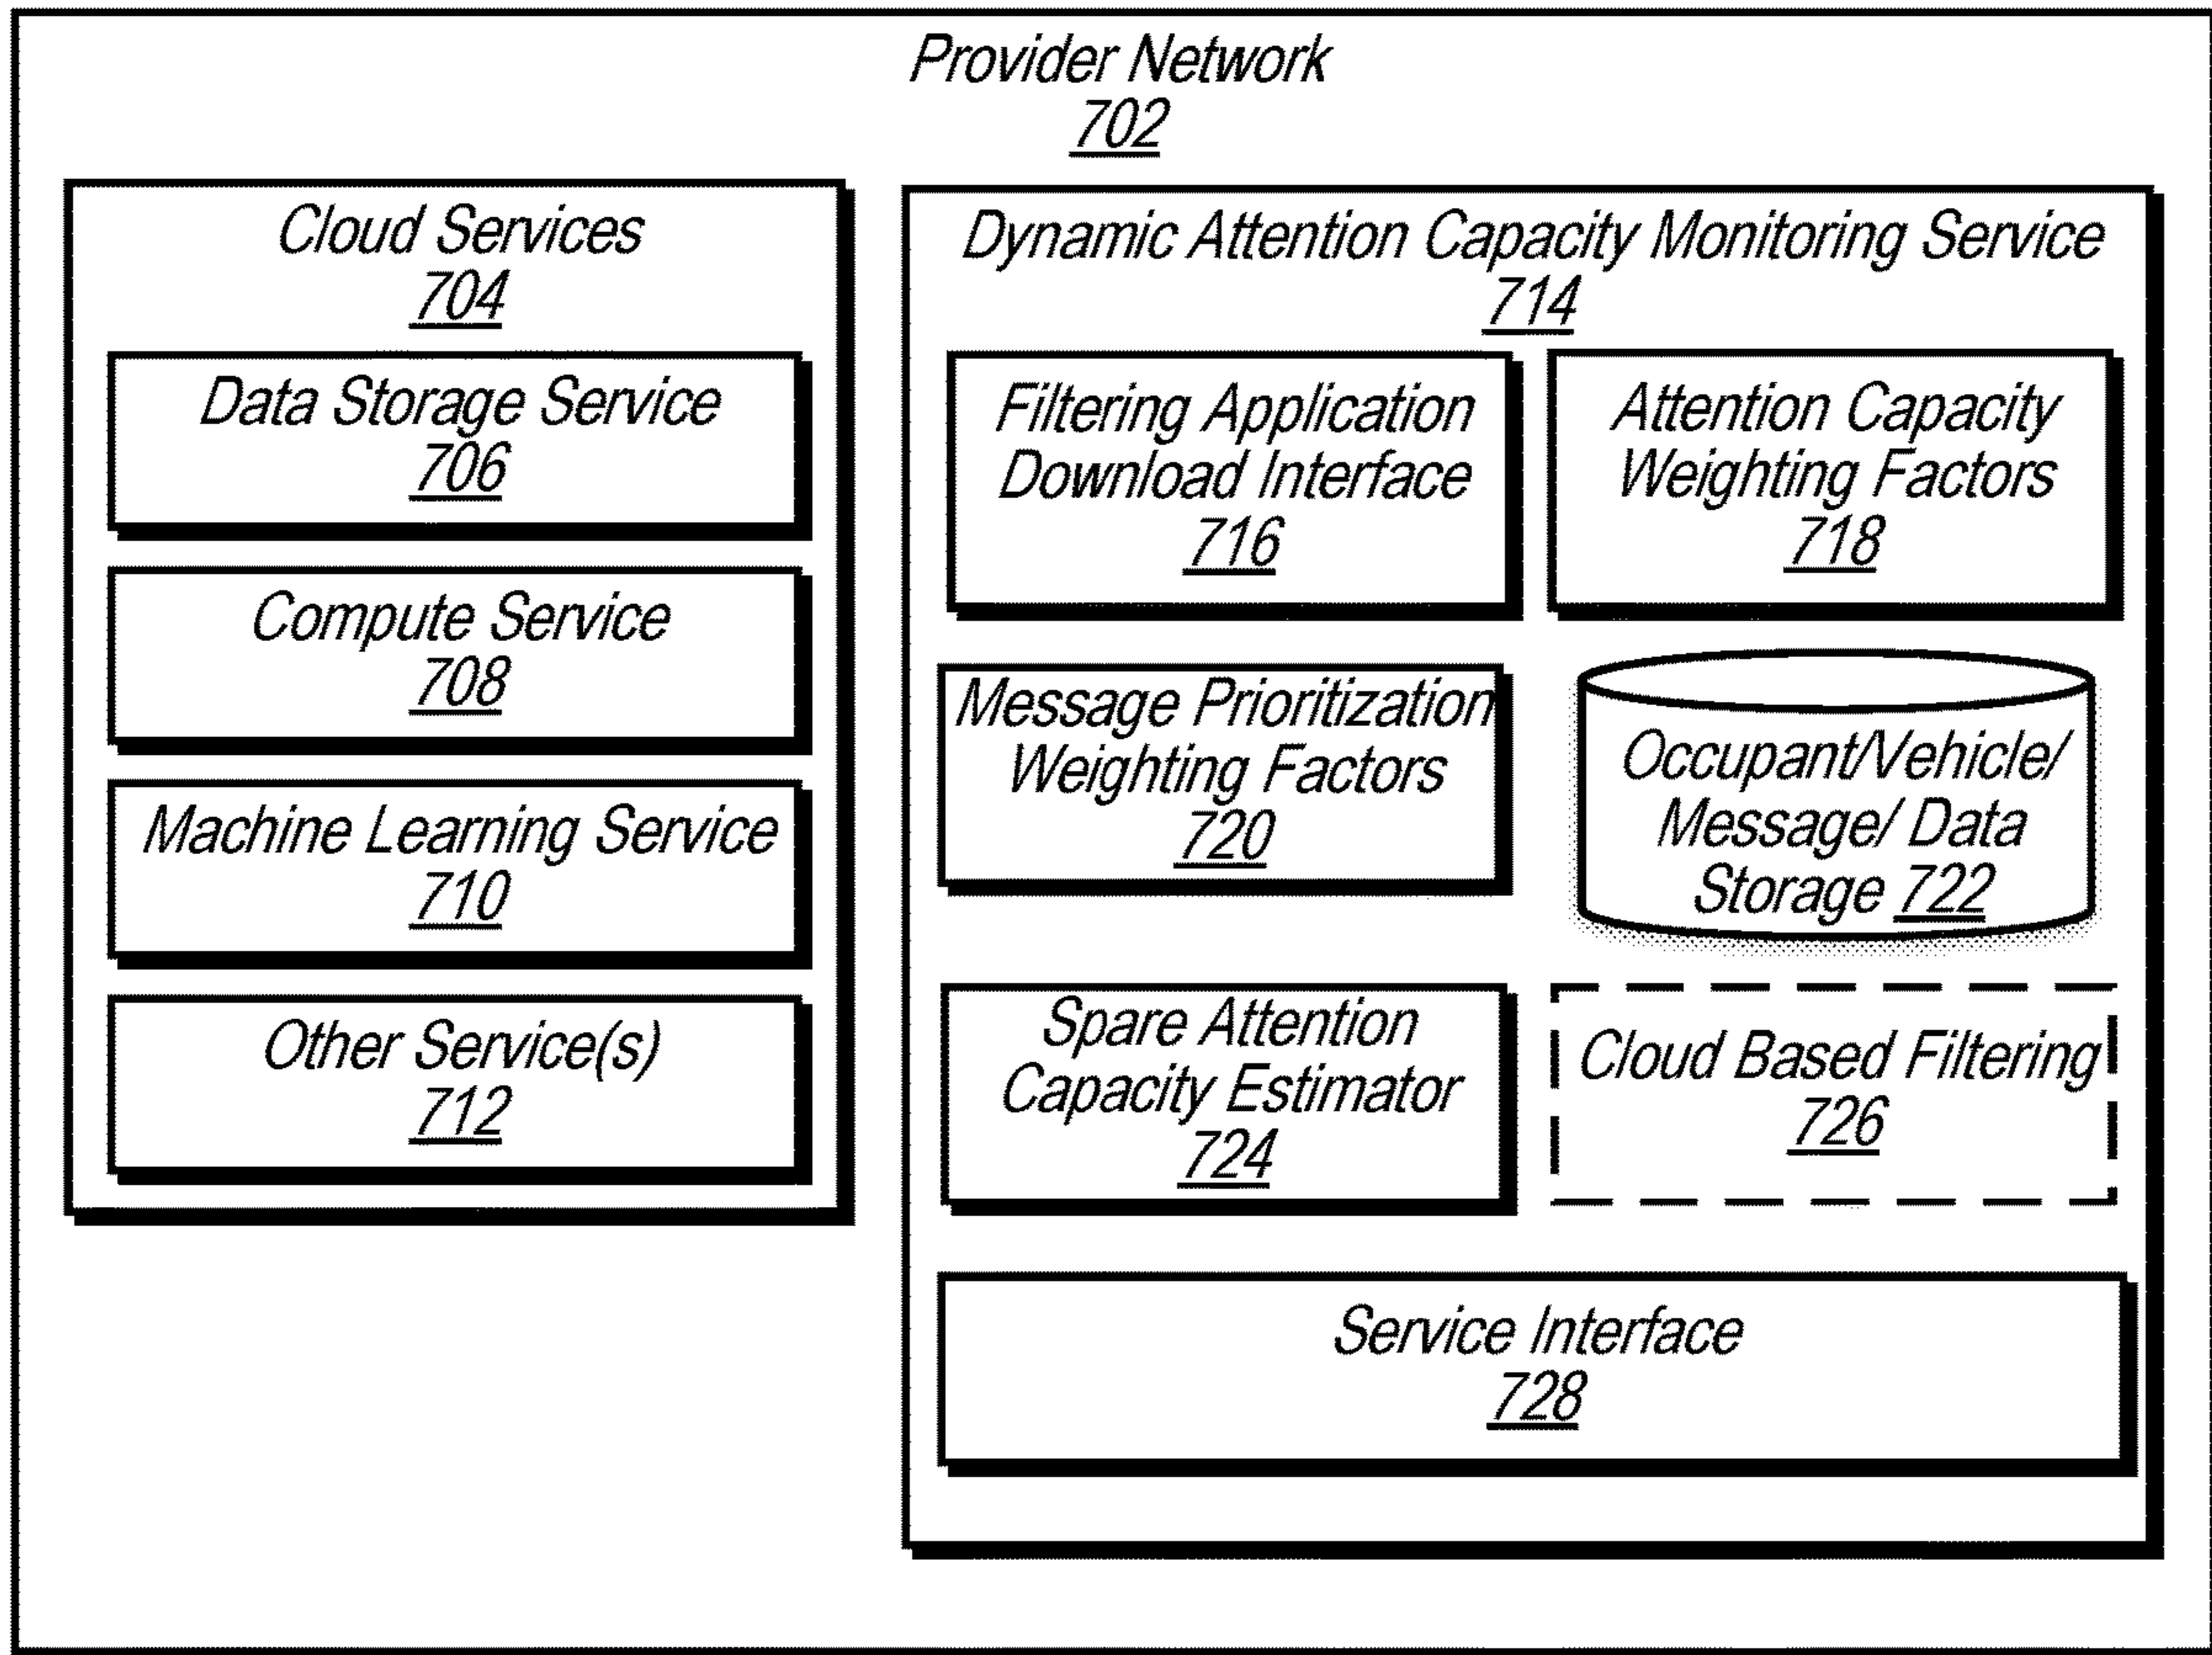 Provider Network
702
Cloud Services
704
Data Storage Service
706
Compute Service
708
Machine Learning Service
710
Other Service(s)
712
Dynamic Attention Capacity Monitoring Service
714
Filtering Application
Download Interface
716
Attention Capacity
Weighting Factors
718
Message Prioritization
Weighting Factors
720
Occupant/Vehicle/
Message/ Data
Storage 722
Spare Attention
Capacity Estimator
724
Cloud Based Filtering
726
Service Interface
728